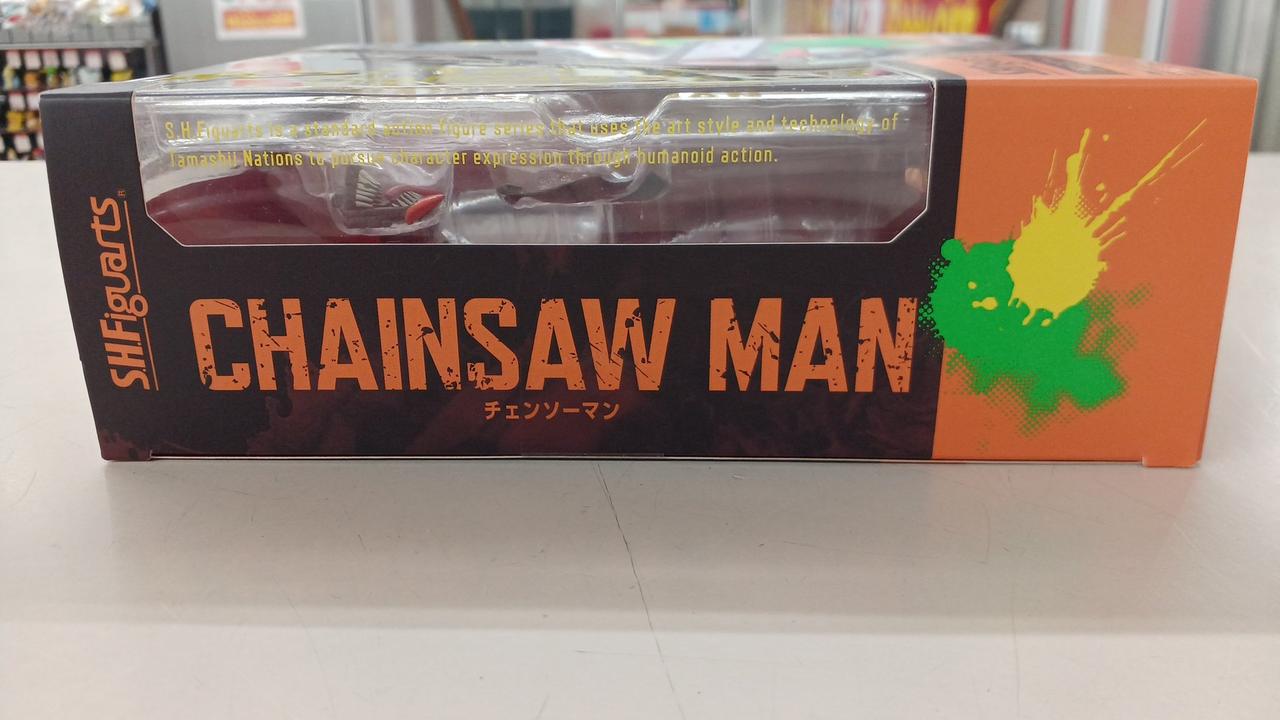 S.H.Figuarts is a standard action figure series that uses the art style and technology of
Tamashii Nations to pursue character expression through humanoid action.
S.H.Figuarts®
CHAINSAW MAN
チェンソーマン